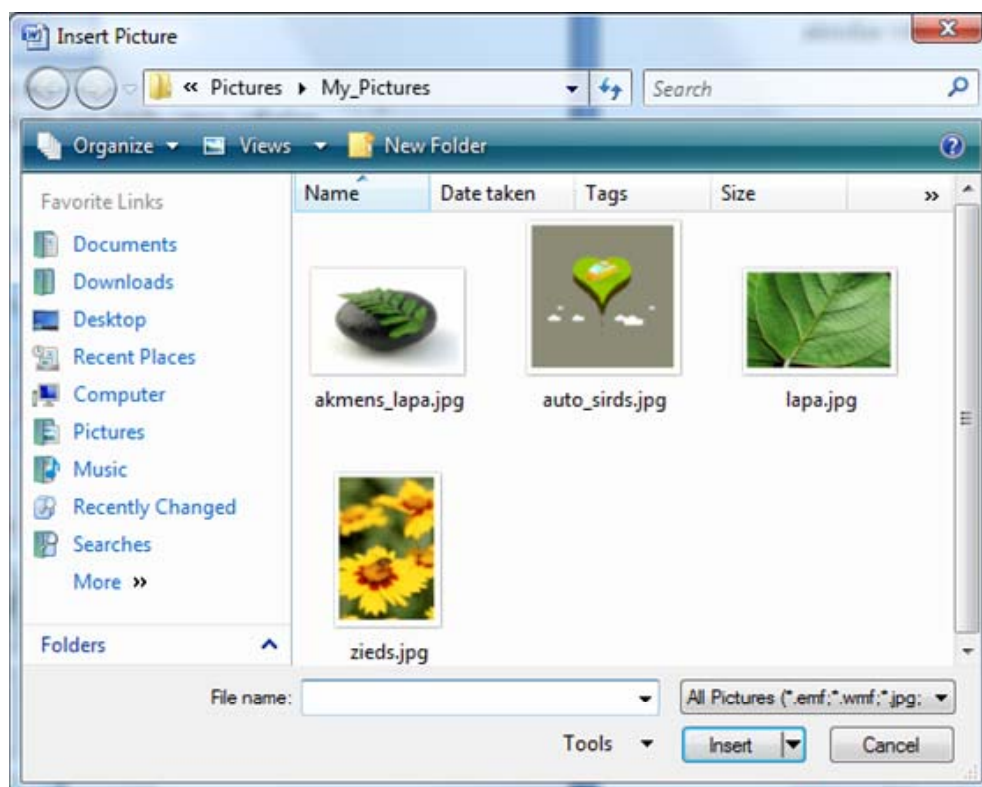 Insert Picture
« Pictures My_Pictures Search
Organize Views New Folder
Favorite Links
Documents
Downloads
Desktop
Recent Places
Computer
Pictures
Music
Recently Changed
Searches
More »
Folders
Name Date taken Tags Size »
akmens_lapa.jpg auto_sirds.jpg lapa.jpg
zieds.jpg
File name: All Pictures (*.emf;*.wmf;*.jpg;
Tools Insert Cancel